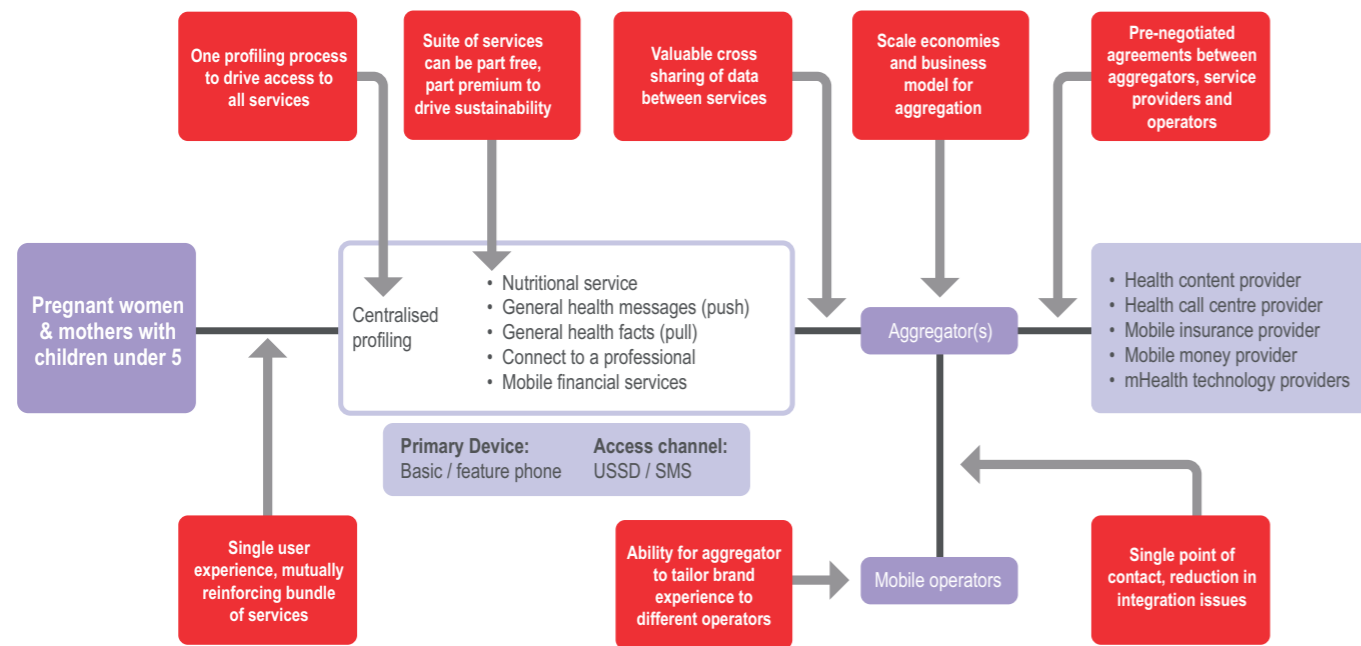 One profiling process
to drive access to
all services
Suite of services
can be part free,
part premium to
drive sustainability
Valuable cross
sharing of data
between services
Scale economies
and business
model for
aggregation
Pre-negotiated
agreements between
aggregators, service
providers and
operators
Pregnant women
& mothers with
children under 5
Centralised
profiling
• Nutritional service
• General health messages (push)
• General health facts (pull)
• Connect to a professional
• Mobile financial services
Aggregator(s)
• Health content provider
• Health call centre provider
• Mobile insurance provider
• Mobile money provider
• mHealth technology providers
Primary Device:
Basic / feature phone
Access channel:
USSD / SMS
Single user
experience, mutually
reinforcing bundle
of services
Ability for aggregator
to tailor brand
experience to
different operators
Mobile operators
Single point of
contact, reduction in
integration issues